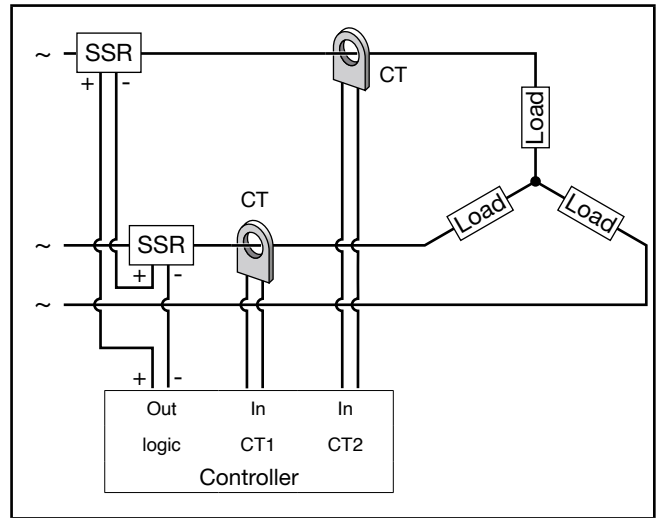 ~ SSR
+ -
CT
Load
CT
Load
Load
~ SSR
+ -
~
+ -
Out In In
logic CT1 CT2
Controller